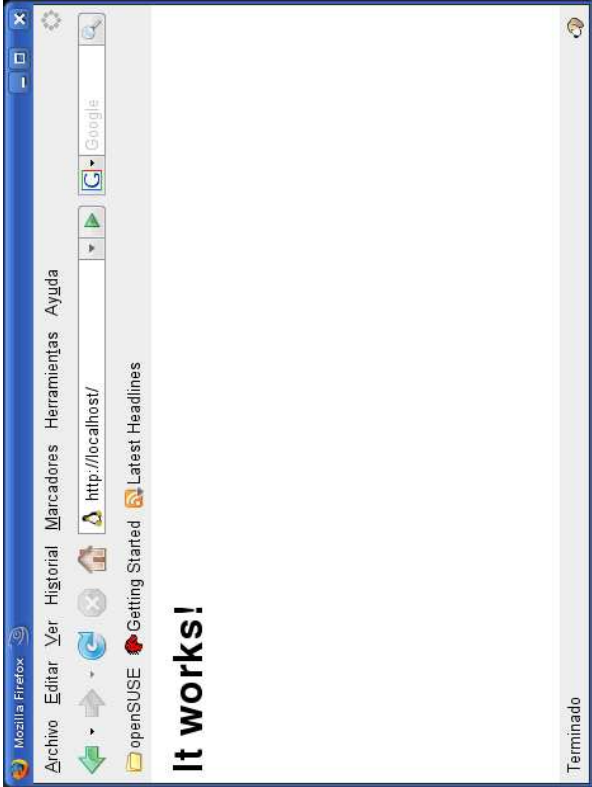 Mozilla Firefox
Archivo Editar Ver Historial Marcadores Herramientas Ayuda
http://localhost/ G Google
openSUSE Getting Started Latest Headlines
It works!
Terminado